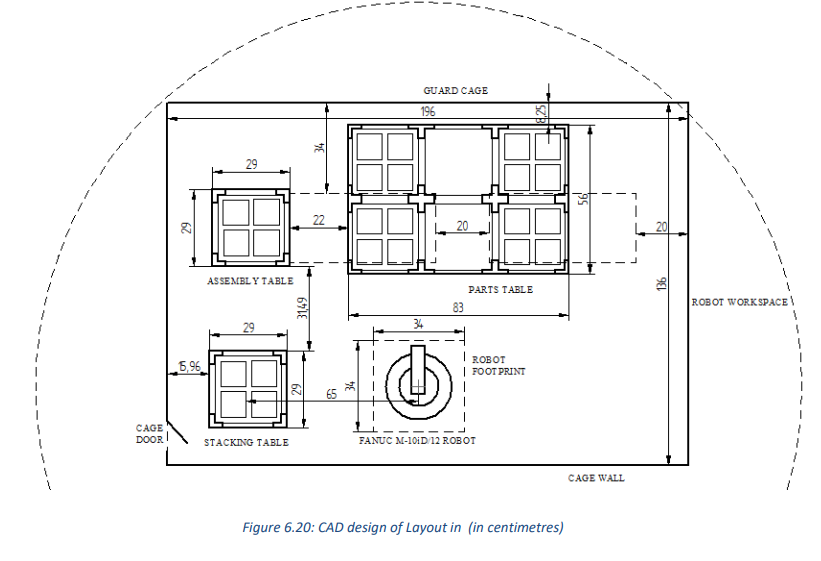 GUARD CAGE
196
8,25
34
29
56
29
22
20
20
ASSEMBLY TABLE
PARTS TABLE
136
ROBOT WORKSPACE
31,49
83
29
34
15,96
ROBOT
FOOTPRINT
29
34
65
CAGE
DOOR
STACKING TABLE
FANUC M-10iD/12 ROBOT
CAGE WALL
Figure 6.20: CAD design of Layout in (in centimetres)